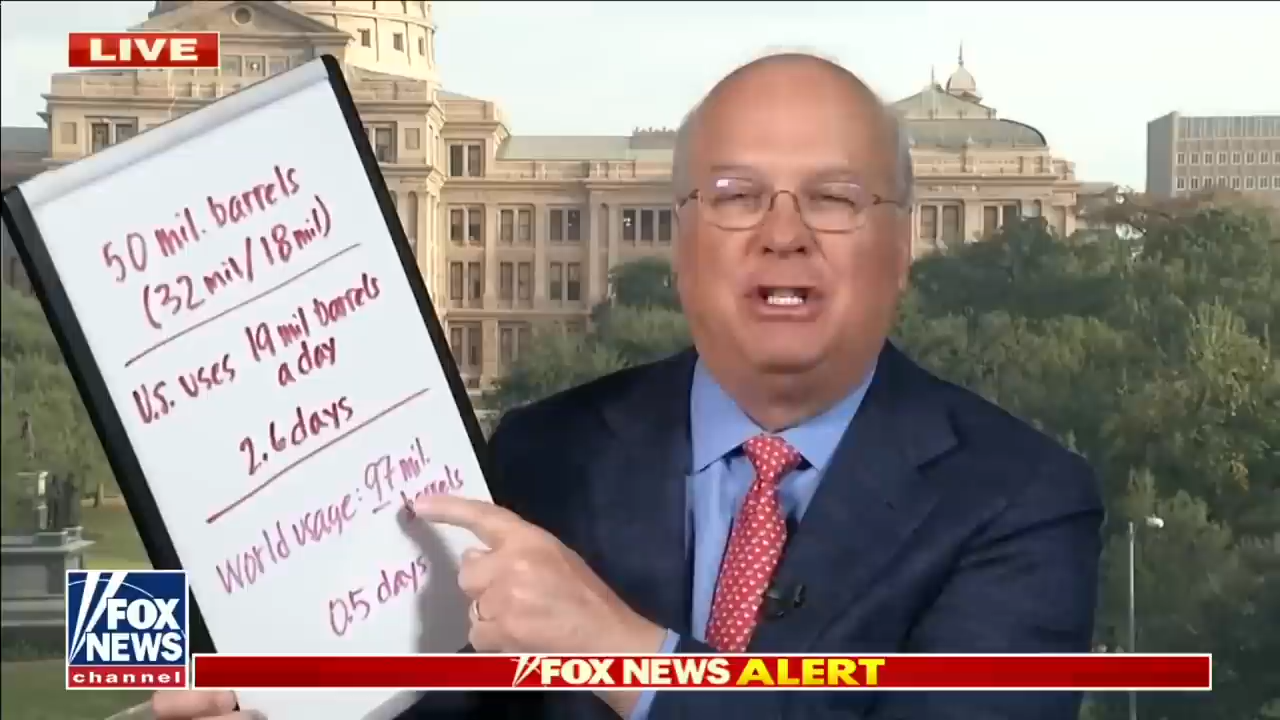 LIVE
50 mil. barrels
(32 mil/18 mil)
U.S. uses 19 mil barrels
a day
2.6 days
World usage: 97 mil.
barrels
0.5 days
FOX
NEWS
channel
FOX NEWS ALERT